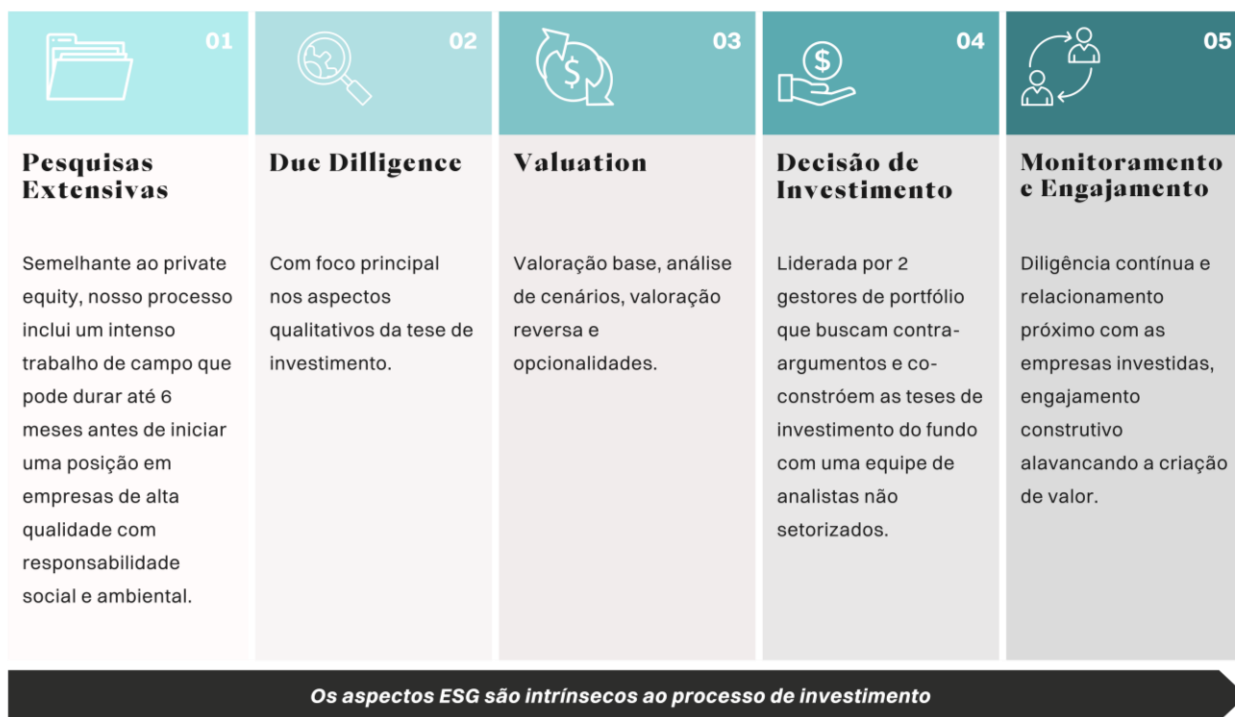 01
Pesquisas
Extensivas
Semelhante ao private
equity, nosso processo
inclui um intenso
trabalho de campo que
pode durar até 6
meses antes de iniciar
uma posição em
empresas de alta
qualidade com
responsabilidade
social e ambiental.
02
Due Dilligence
Com foco principal
nos aspectos
qualitativos da tese de
investimento.
03
Valuation
Valoração base, análise
de cenários, valoração
reversa e
opcionalidades.
04
Decisão de
Investimento
Liderada por 2
gestores de portfólio
que buscam contra-
argumentos e co-
constróem as teses de
investimento do fundo
com uma equipe de
analistas não
setorizados.
05
Monitoramento
e Engajamento
Diligência contínua e
relacionamento
próximo com as
empresas investidas,
engajamento
construtivo
alavancando a criação
de valor.
Os aspectos ESG são intrínsecos ao processo de investimento